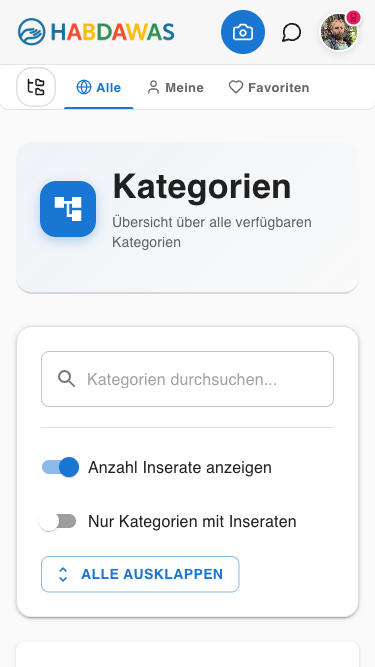 HABDAWAS
8
Alle
Meine
Favoriten
Kategorien
Übersicht über alle verfügbaren
Kategorien
Kategorien durchsuchen...
Anzahl Inserate anzeigen
Nur Kategorien mit Inseraten
ALLE AUSKLAPPEN